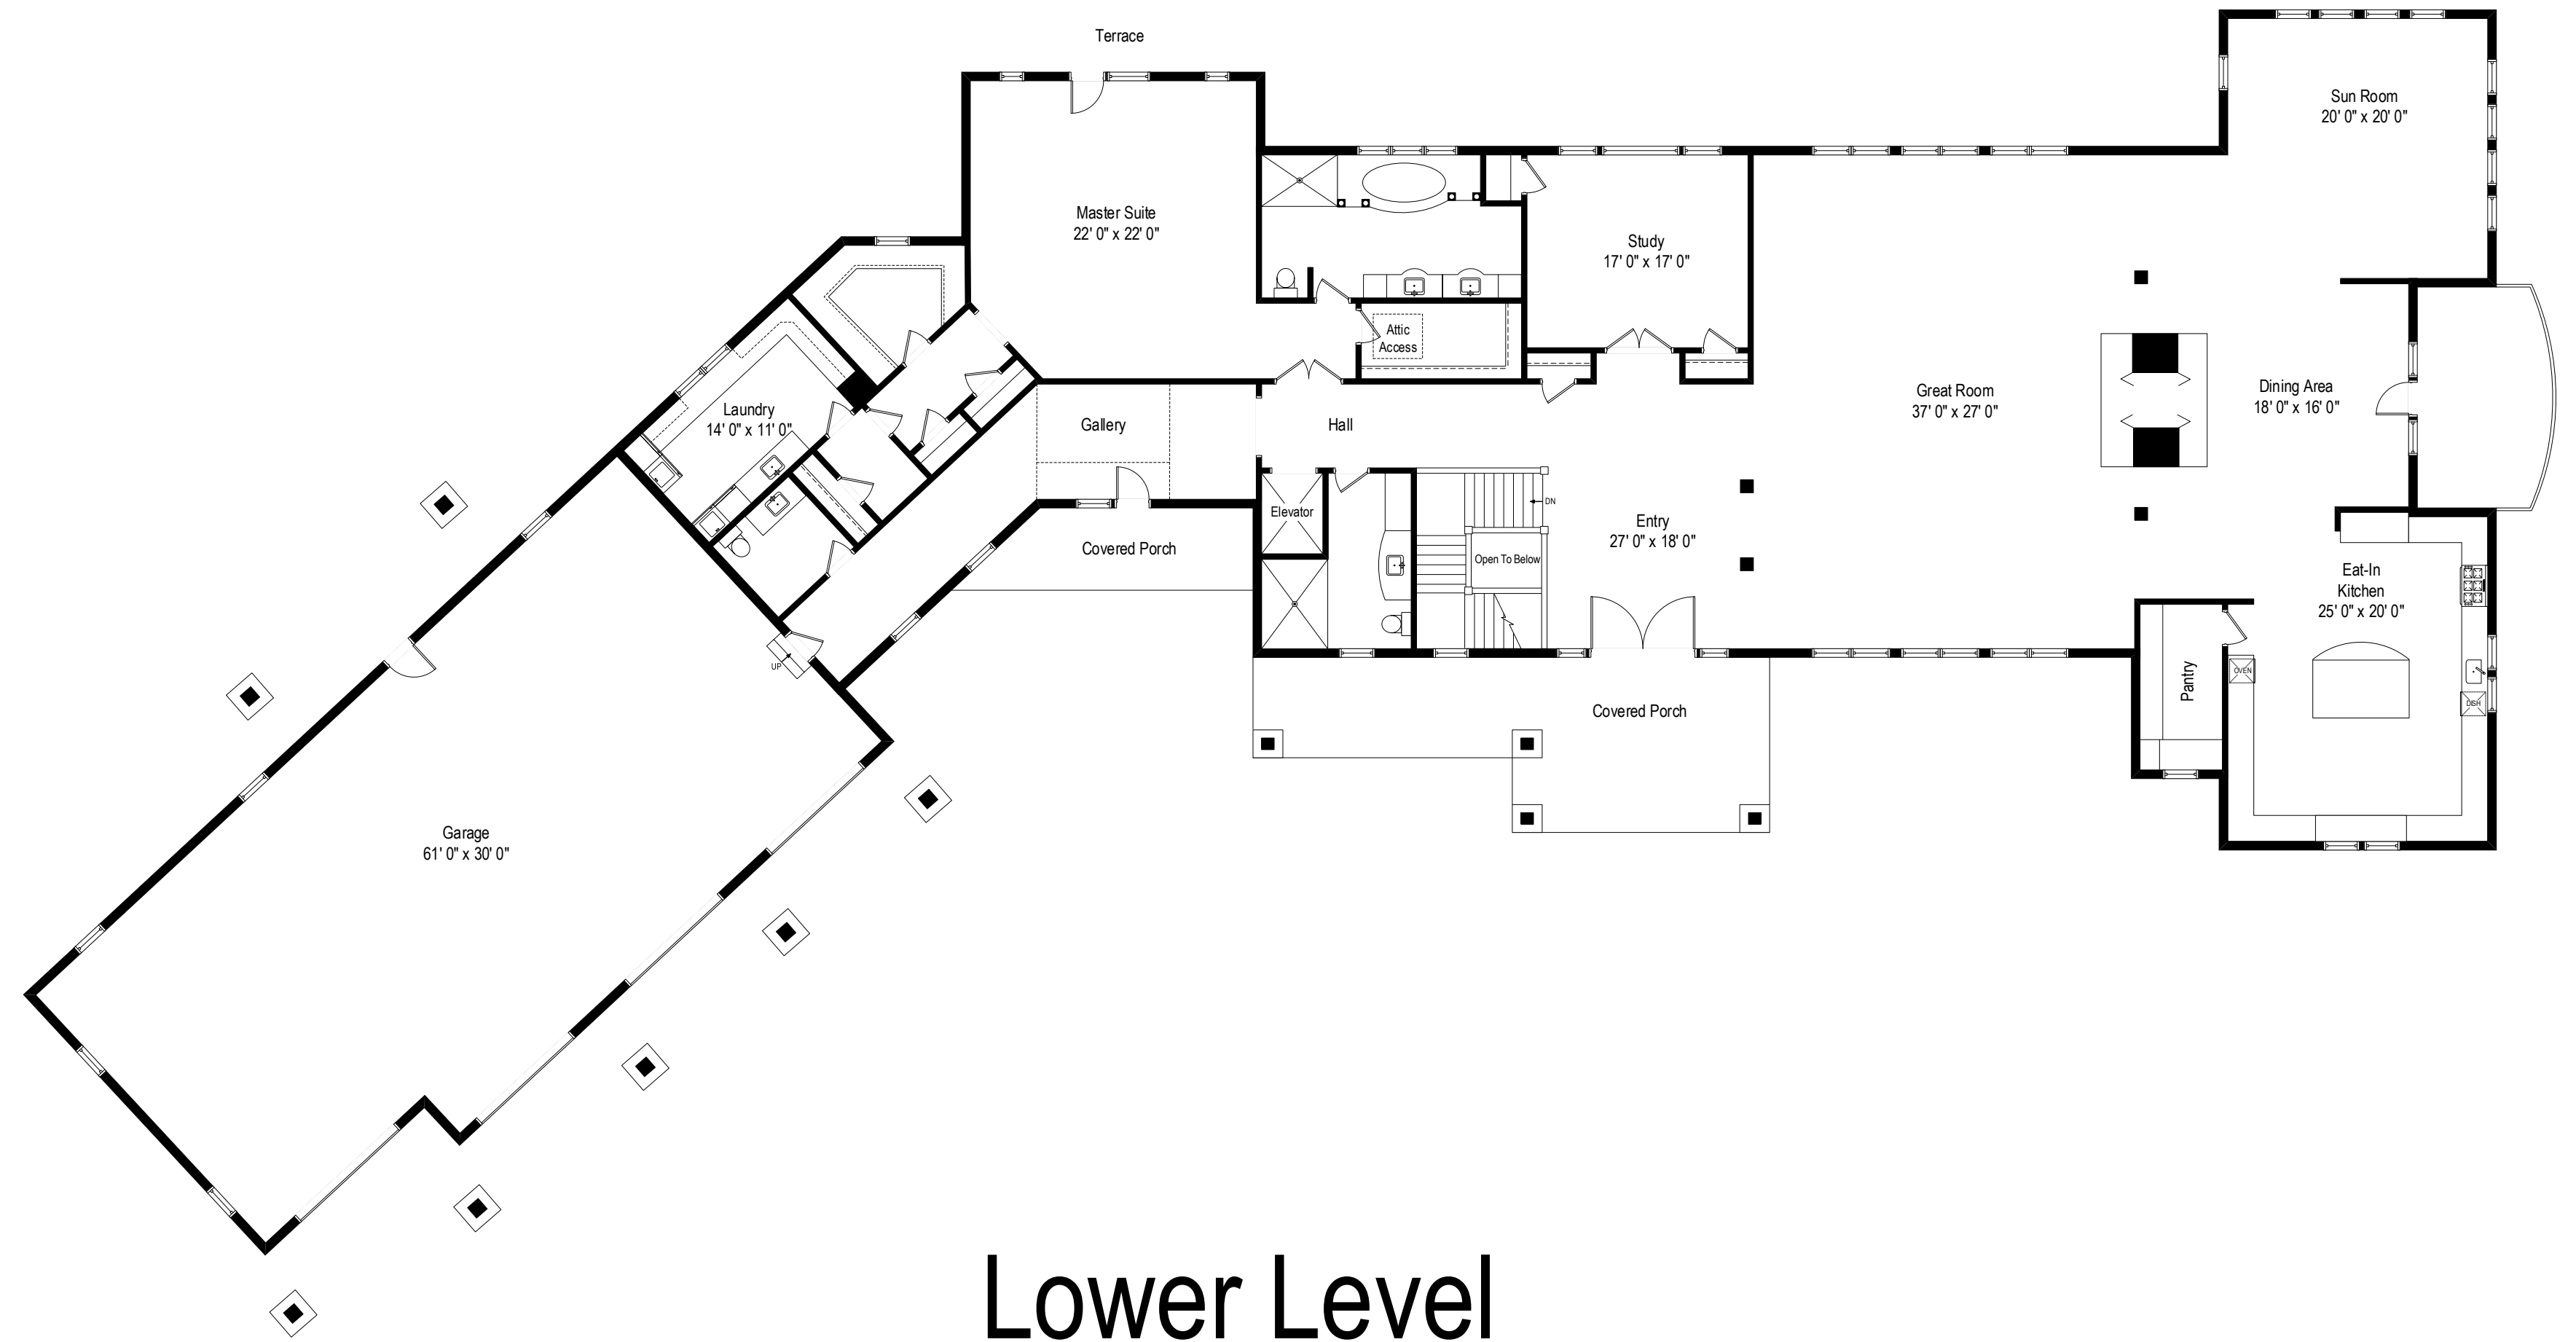 Terrace
Sun Room
20' 0" x 20' 0"
Master Suite
22' 0" x 22' 0"
Study
17' 0" x 17' 0"
Attic
Access
Great Room
37' 0" x 27' 0"
Dining Area
18' 0" x 16' 0"
Laundry
14' 0" x 11' 0"
Gallery
Hall
Elevator
DN
Entry
27' 0" x 18' 0"
Covered Porch
Open To Below
Eat-In
Kitchen
25' 0" x 20' 0"
UP
Pantry
OVEN
DISH
Covered Porch
Garage
61' 0" x 30' 0"
Lower Level